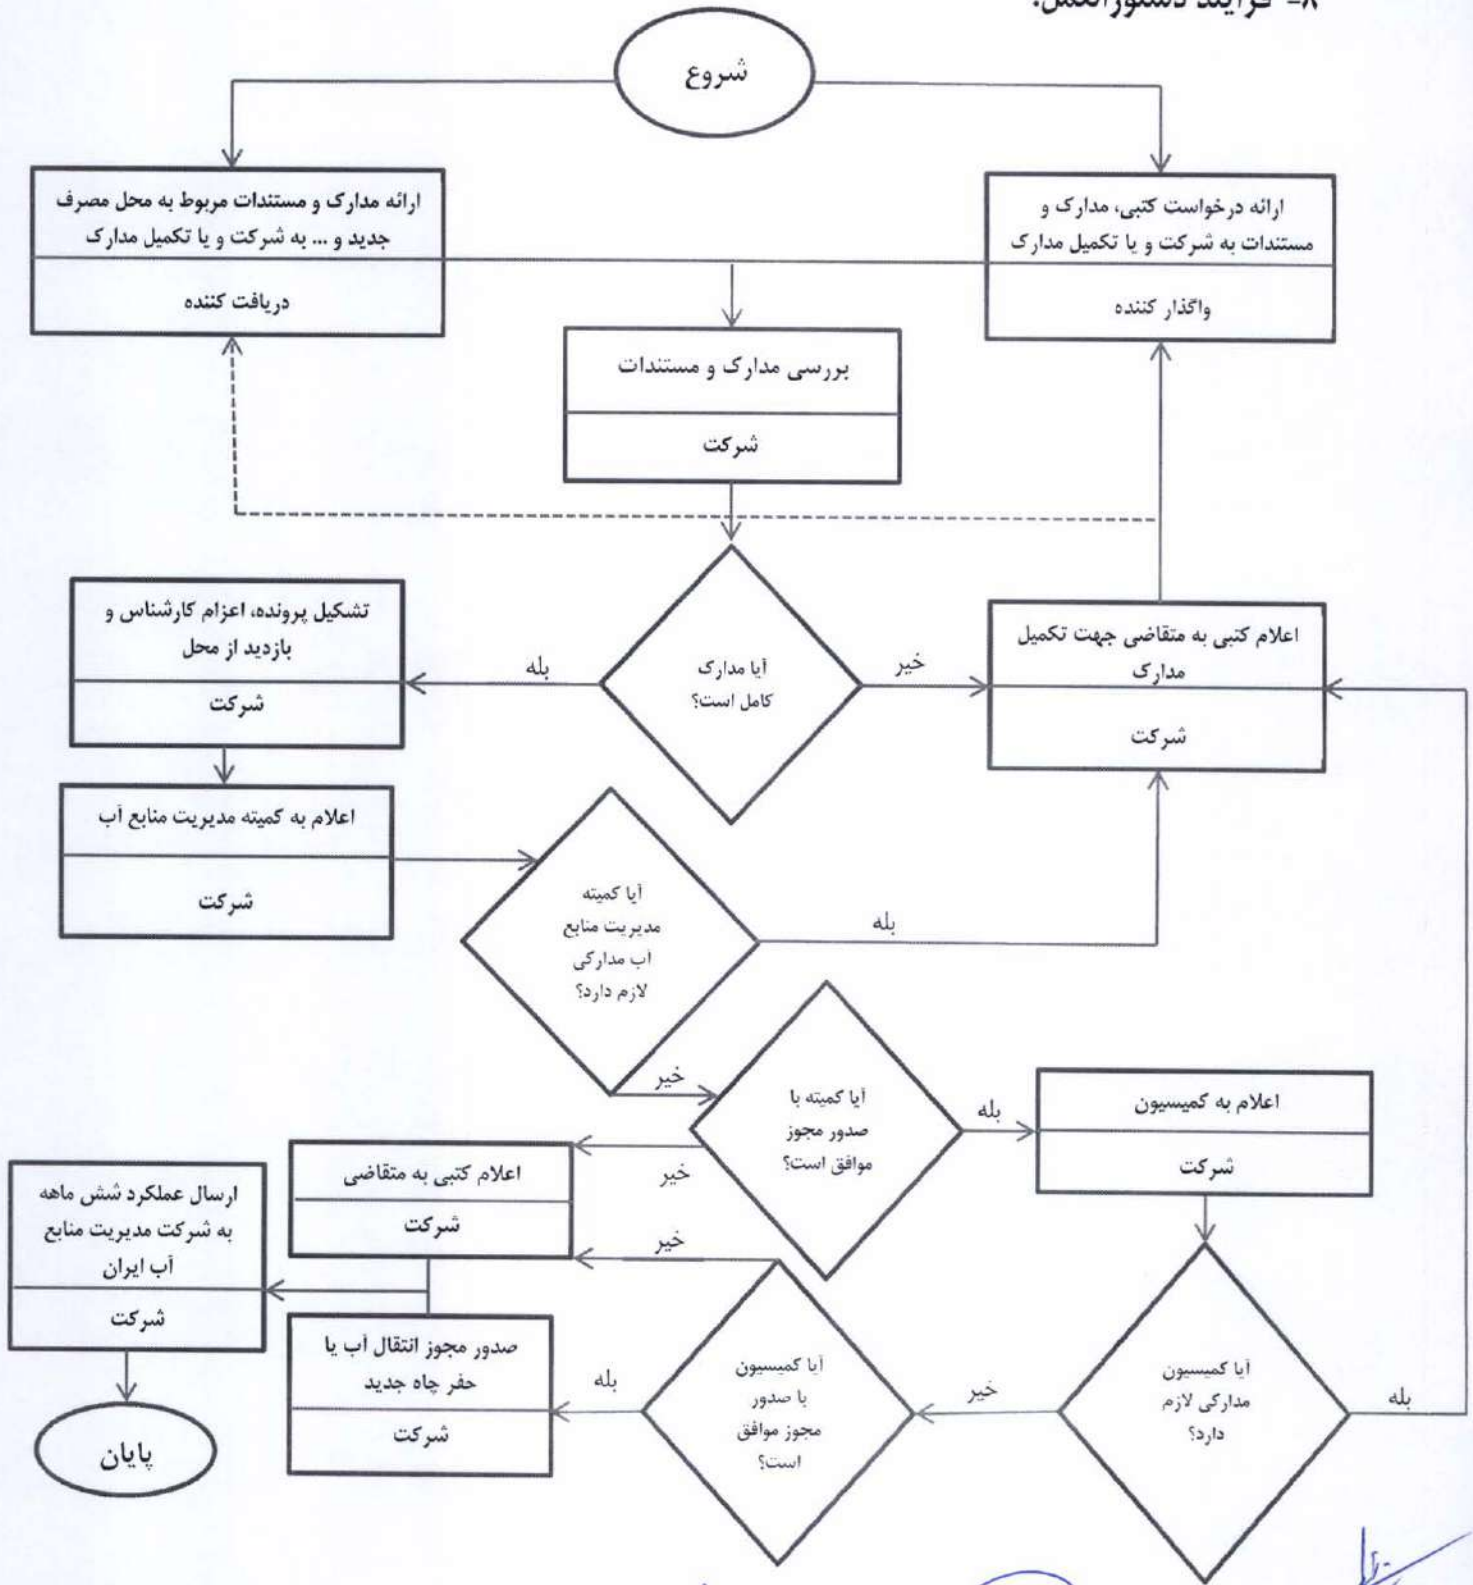 ۸- فرآیند دستورالعمل:
شروع
ارائه درخواست کتبی، مدارک و
مستندات به شرکت و یا تکمیل مدارک
واگذار کننده
ارائه مدارک و مستندات مربوط به محل مصرف
جدید و ... به شرکت و یا تکمیل مدارک
دریافت کننده
بررسی مدارک و مستندات
شرکت
آیا مدارک
کامل است؟
خیر
بله
اعلام کتبی به متقاضی جهت تکمیل
مدارک
شرکت
تشکیل پرونده، اعزام کارشناس و
بازدید از محل
شرکت
اعلام به کمیته مدیریت منابع آب
شرکت
آیا کمیته
مدیریت منابع
آب مدارکی
لازم دارد؟
بله
خیر
آیا کمیته با
صدور مجوز
موافق است؟
بله
خیر
اعلام به کمیسیون
شرکت
اعلام کتبی به متقاضی
شرکت
خیر
آیا کمیسیون
مدارکی لازم
دارد؟
بله
خیر
آیا کمیسیون
با صدور
مجوز موافق
است؟
بله
صدور مجوز انتقال آب یا
حفر چاه جدید
شرکت
ارسال عملکرد شش ماهه
به شرکت مدیریت منابع
آب ایران
شرکت
پایان